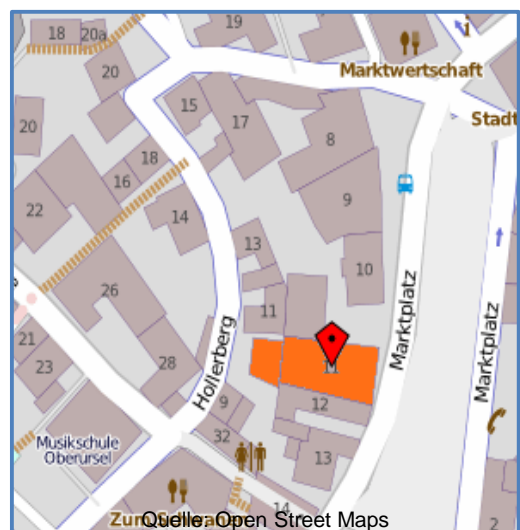 18
20a
19
i
20
Marktwertschaft
15
17
Stadt
20
8
18
16
9
22
14
13
10
26
11
Marktplatz
21
11
Marktplatz
23
28
Hollerberg
9
12
32
Musikschule
Oberursel
13
14
2
Quelle: Open Street Maps